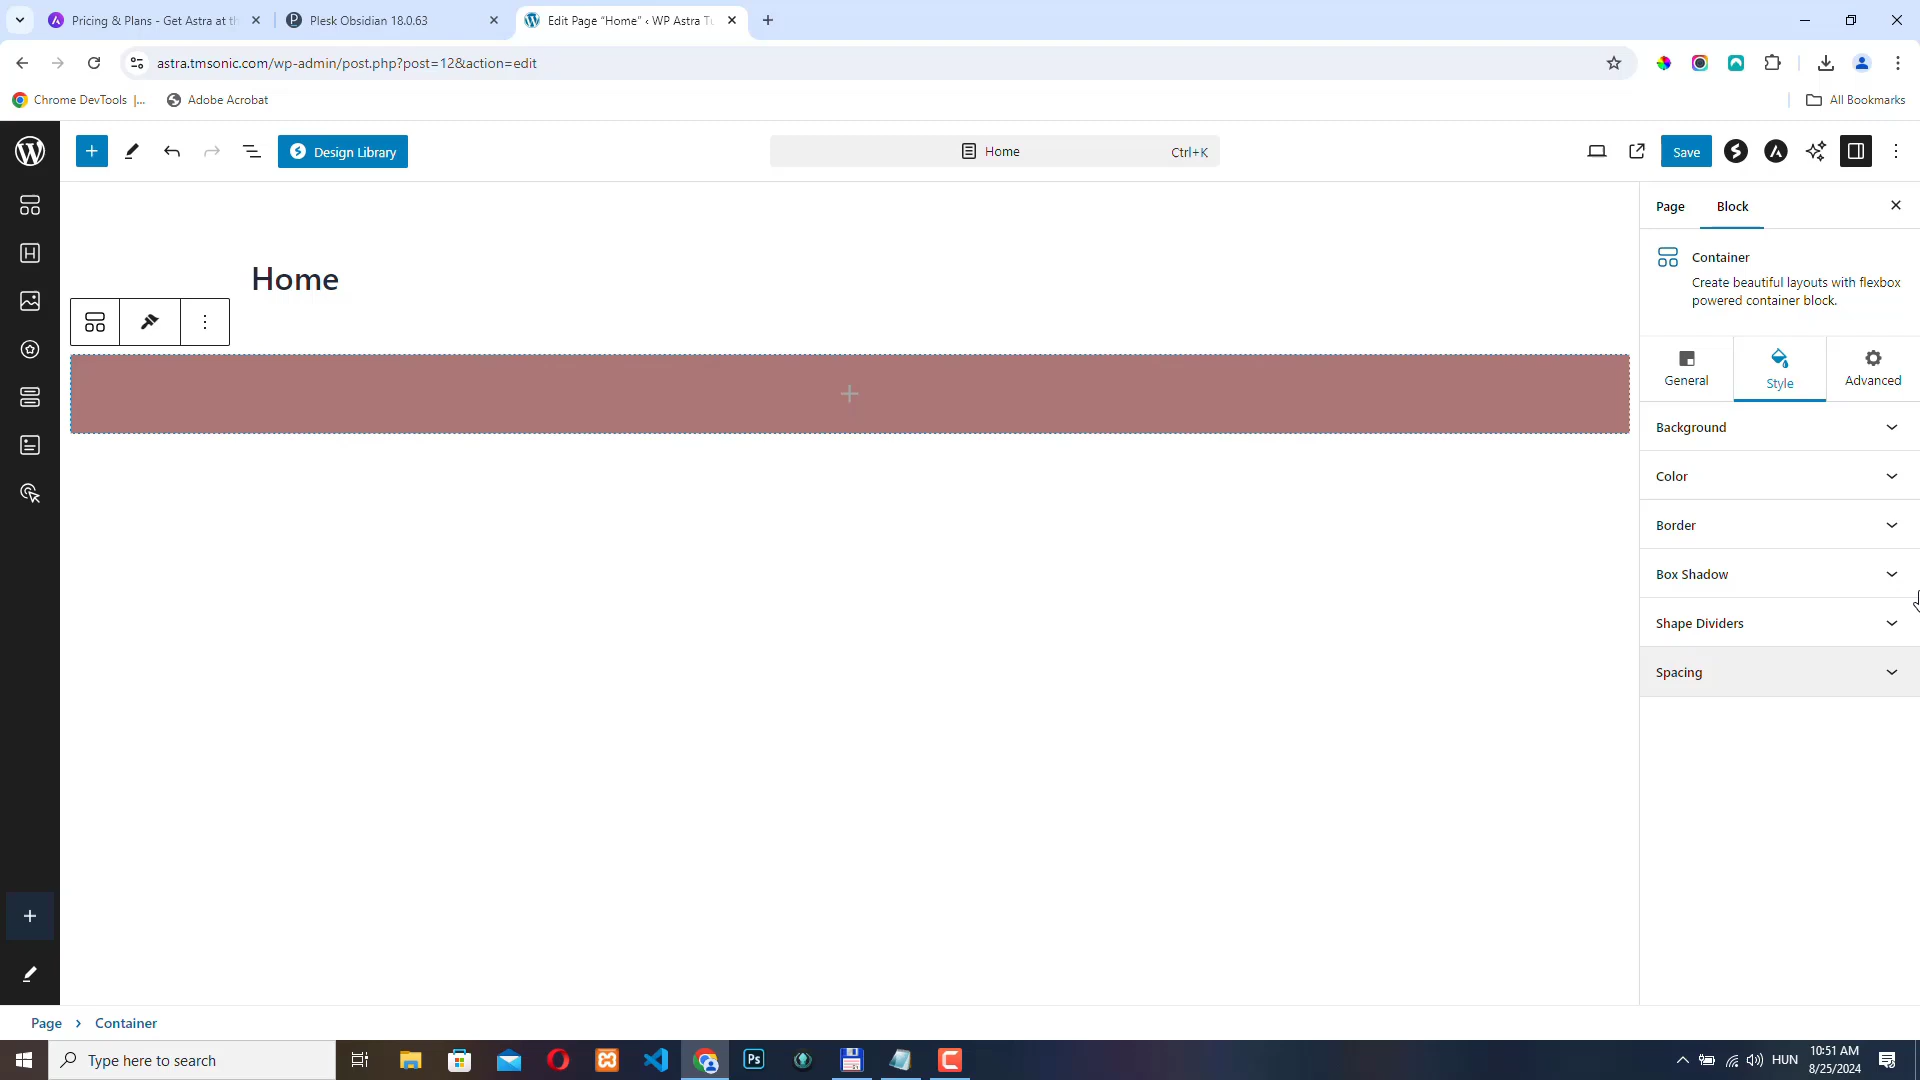 Pricing & Plans - Get Astra at th
Plesk Obsidian 18.0.63
Edit Page “Home” ‹ WP Astra Tu
astra.tmsonic.com/wp-admin/post.php?post=12&action=edit
Chrome DevTools |...
Adobe Acrobat
All Bookmarks
Design Library
Home
Ctrl+K
Save
Page
Block
Container
Create beautiful layouts with flexbox
powered container block.
Home
General
Style
Advanced
Background
Color
Border
Box Shadow
Shape Dividers
Spacing
Page
Container
Type here to search
Ps
HUN
10:51 AM
8/25/2024